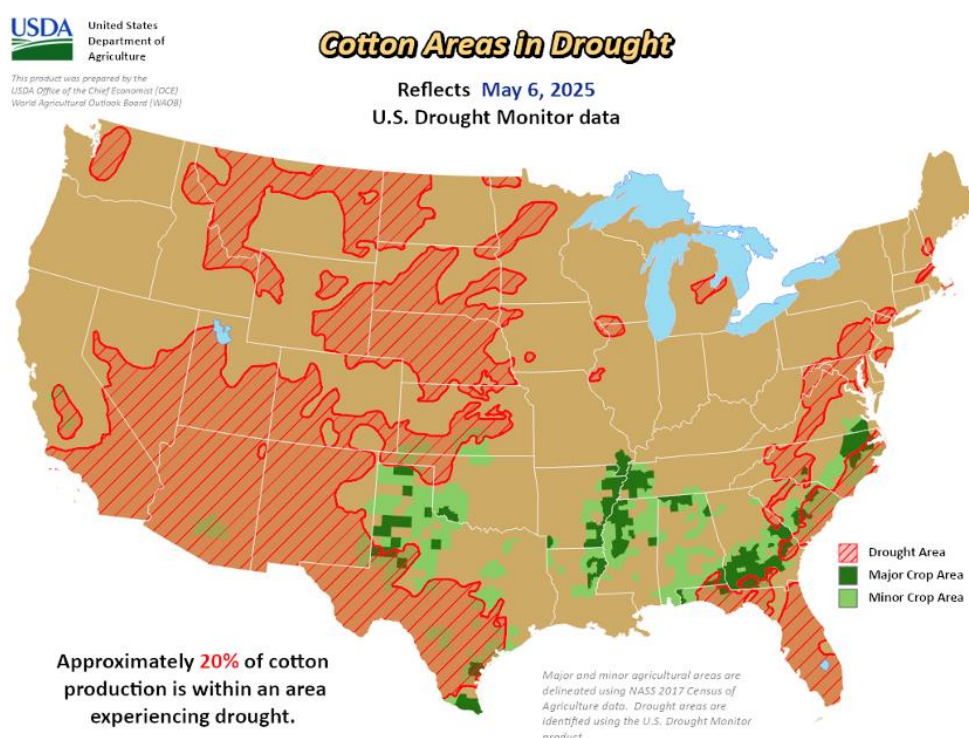 USDA
United States
Department of
Agriculture
This product was prepared by the
USDA Office of the Chief Economist (OCE)
World Agricultural Outlook Board (WAOB)
Cotton Areas in Drought
Reflects May 6, 2025
U.S. Drought Monitor data
Drought Area
Major Crop Area
Minor Crop Area
Approximately 20% of cotton
production is within an area
experiencing drought.
Major and minor agricultural areas are
delineated using NASS 2017 Census of
Agriculture data. Drought areas are
identified using the U.S. Drought Monitor
product.